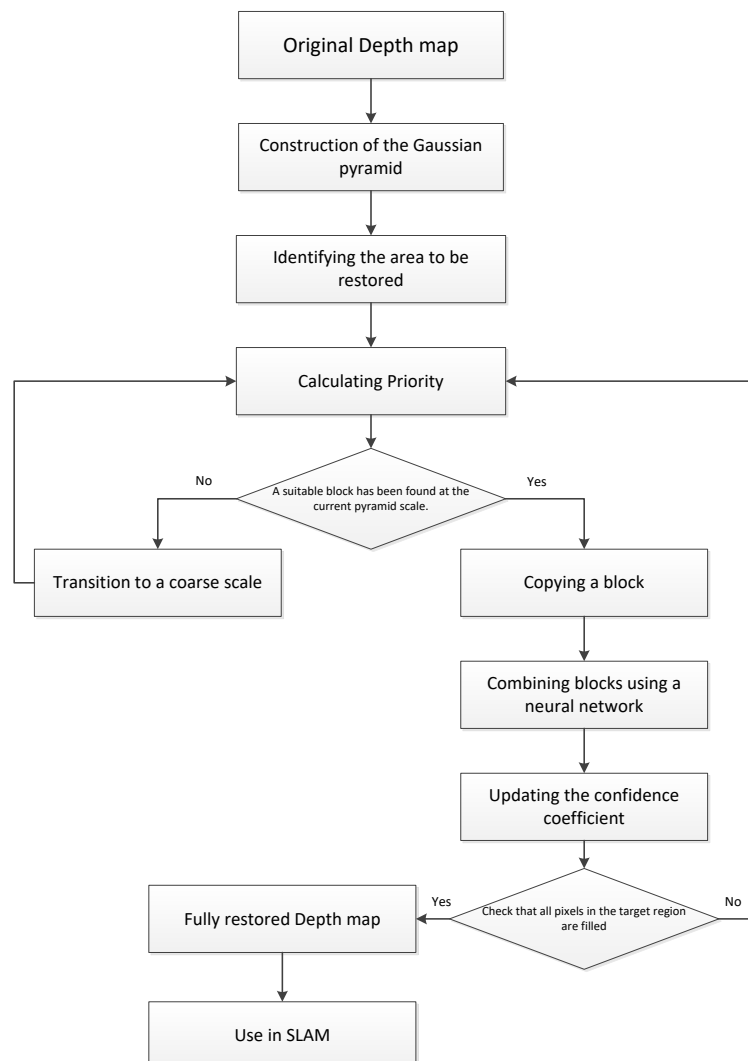 Original Depth map
Construction of the Gaussian
pyramid
Identifying the area to be
restored
Calculating Priority
No
A suitable block has been found at the
current pyramid scale.
Yes
Transition to a coarse scale
Copying a block
Combining blocks using a
neural network
Updating the confidence
coefficient
Fully restored Depth map
Yes
Check that all pixels in the target region
are filled
No
Use in SLAM